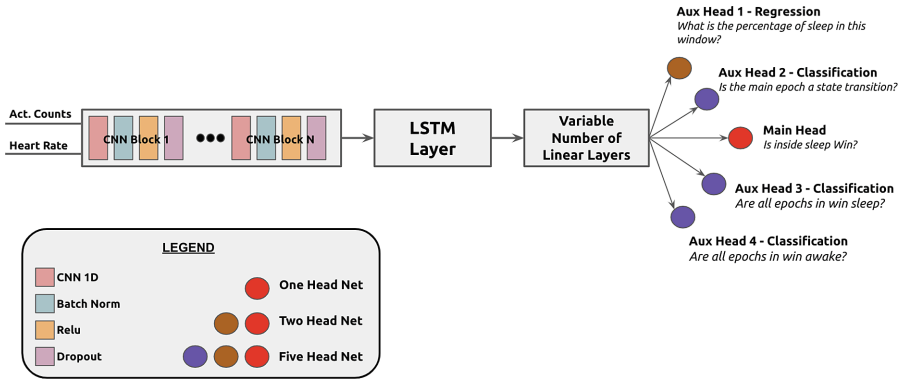 Aux Head 1 - Regression
What is the percentage of sleep in this
window?
Aux Head 2 - Classification
Is the main epoch a state transition?
Act. Counts
Heart Rate
CNN Block 1
CNN Block N
LSTM
Layer
Variable
Number of
Linear Layers
Main Head
Is inside sleep Win?
Aux Head 3 - Classification
Are all epochs in win sleep?
Aux Head 4 - Classification
Are all epochs in win awake?
LEGEND
CNN 1D
Batch Norm
Relu
Dropout
One Head Net
Two Head Net
Five Head Net